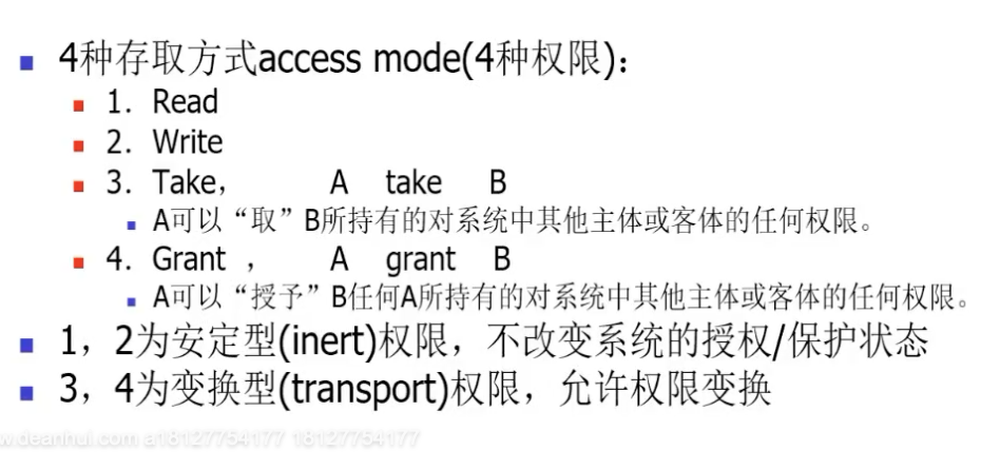 4种存取方式access mode(4种权限)：
1. Read
2. Write
3. Take， A take B
A可以“取”B所持有的对系统中其他主体或客体的任何权限。
4. Grant ， A grant B
A可以“授予”B任何A所持有的对系统中其他主体或客体的任何权限。
1，2为安定型(inert)权限，不改变系统的授权/保护状态
3，4为变换型(transport)权限，允许权限变换
w.deanhui.com a18127754177 18127754177